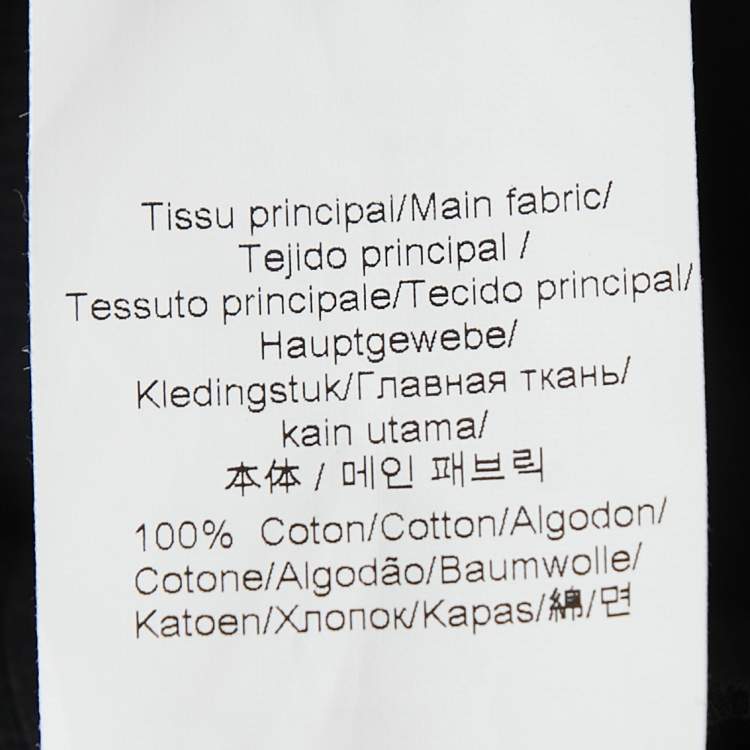 Tissu principal/Main fabric/
Tejido principal /
Tessuto principale/Tecido principal/
Hauptgewebe/
Kledingstuk/Главная ткань/
kain utama/
本体 / 메인 패브릭
100% Coton/Cotton/Algodon/
Cotone/Algodão/Baumwolle/
Katoen/Хлопок/Kapas/綿/면